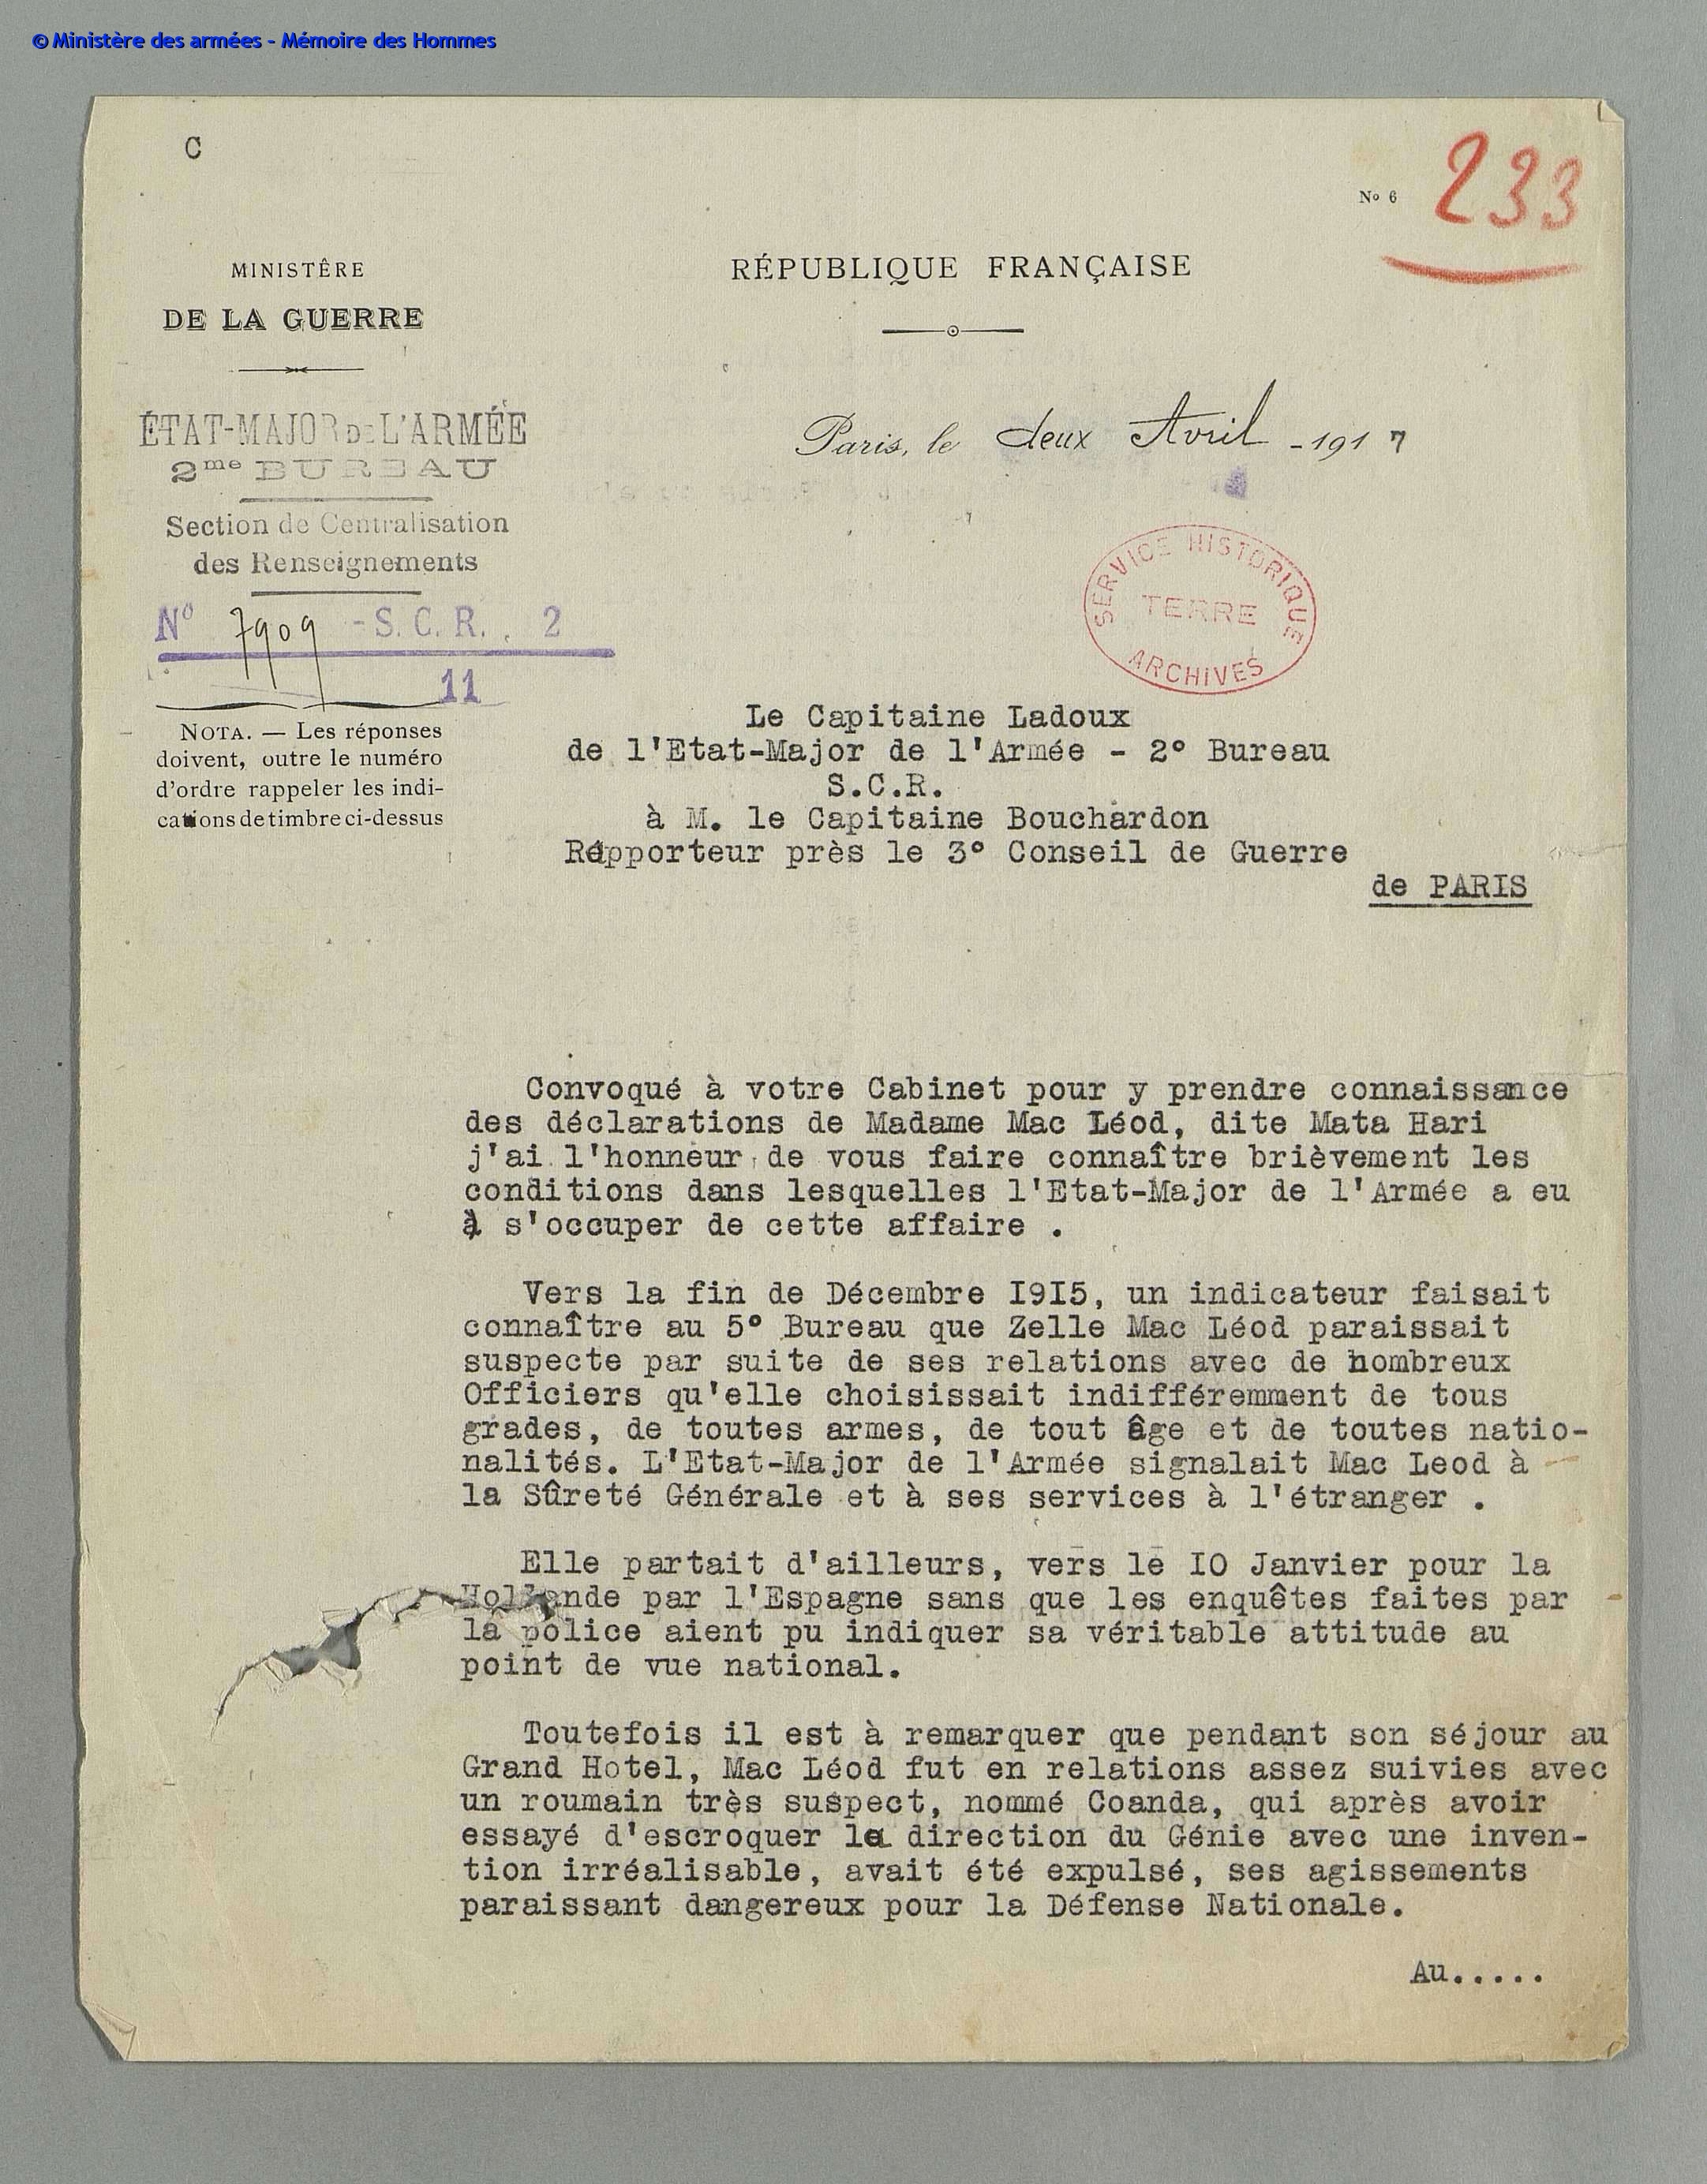 © Ministère des armées - Mémoire des Hommes
C
No 6 233
MINISTÈRE
DE LA GUERRE
RÉPUBLIQUE FRANÇAISE
ÉTAT-MAJOR DE L'ARMÉE
2me BUREAU
Section de Centralisation
des Renseignements
Paris, le deux Avril - 1917
No 7909 - S.C.R. , 2
11
SERVICE HISTORIQUE
TERRE
ARCHIVES
NOTA. — Les réponses
doivent, outre le numéro
d'ordre rappeler les indi-
cations de timbre ci-dessus
Le Capitaine Ladoux
de l'Etat-Major de l'Armée - 2° Bureau
S.C.R.
à M. le Capitaine Bouchardon
Rapporteur près le 3° Conseil de Guerre
de PARIS
Convoqué à votre Cabinet pour y prendre connaissance
des déclarations de Madame Mac Léod, dite Mata Hari
j'ai l'honneur de vous faire connaître brièvement les
conditions dans lesquelles l'Etat-Major de l'Armée a eu
à s'occuper de cette affaire .
Vers la fin de Décembre I9I5, un indicateur faisait
connaître au 5° Bureau que Zelle Mac Léod paraissait
suspecte par suite de ses relations avec de nombreux
Officiers qu'elle choisissait indifféremment de tous
grades, de toutes armes, de tout âge et de toutes natio-
nalités. L'Etat-Major de l'Armée signalait Mac Leod à
la Sûreté Générale et à ses services à l'étranger .
Elle partait d'ailleurs, vers le IO Janvier pour la
Hollande par l'Espagne sans que les enquêtes faites par
la police aient pu indiquer sa véritable attitude au
point de vue national.
Toutefois il est à remarquer que pendant son séjour au
Grand Hotel, Mac Léod fut en relations assez suivies avec
un roumain très suspect, nommé Coanda, qui après avoir
essayé d'escroquer la direction du Génie avec une inven-
tion irréalisable, avait été expulsé, ses agissements
paraissant dangereux pour la Défense Nationale.
Au.....